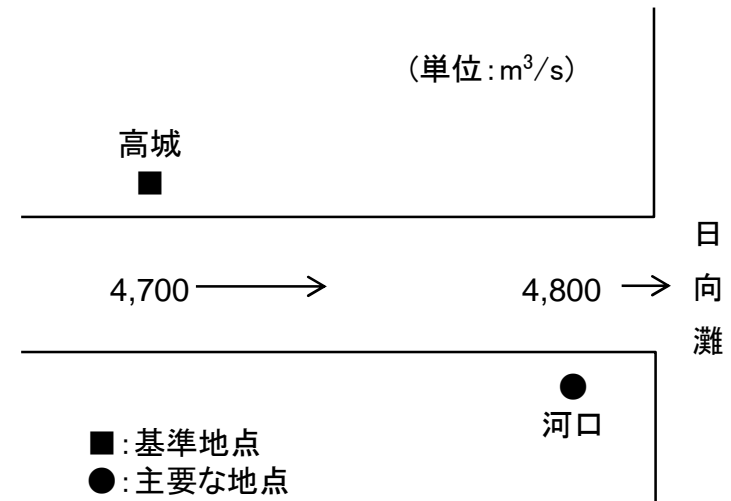 (単位:m³/s)
高城
■
4,700
4,800
日向灘
●
河口
■:基準地点
●:主要な地点